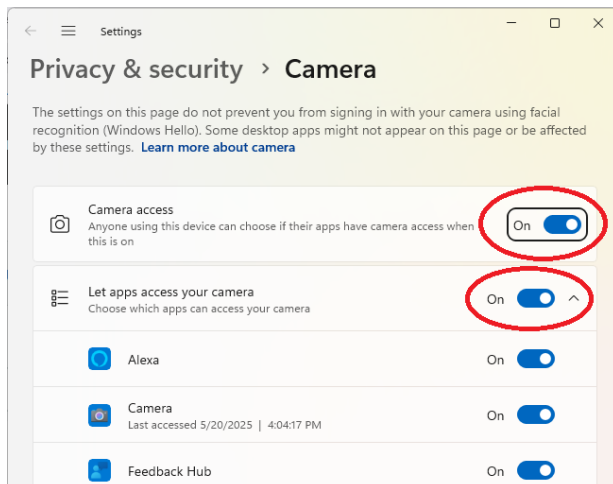 Settings
Privacy & security > Camera
The settings on this page do not prevent you from signing in with your camera using facial
recognition (Windows Hello). Some desktop apps might not appear on this page or be affected
by these settings. Learn more about camera
Camera access
Anyone using this device can choose if their apps have camera access when
this is on
On
Let apps access your camera
Choose which apps can access your camera
On
Alexa
On
Camera
Last accessed 5/20/2025 | 4:04:17 PM
On
Feedback Hub
On